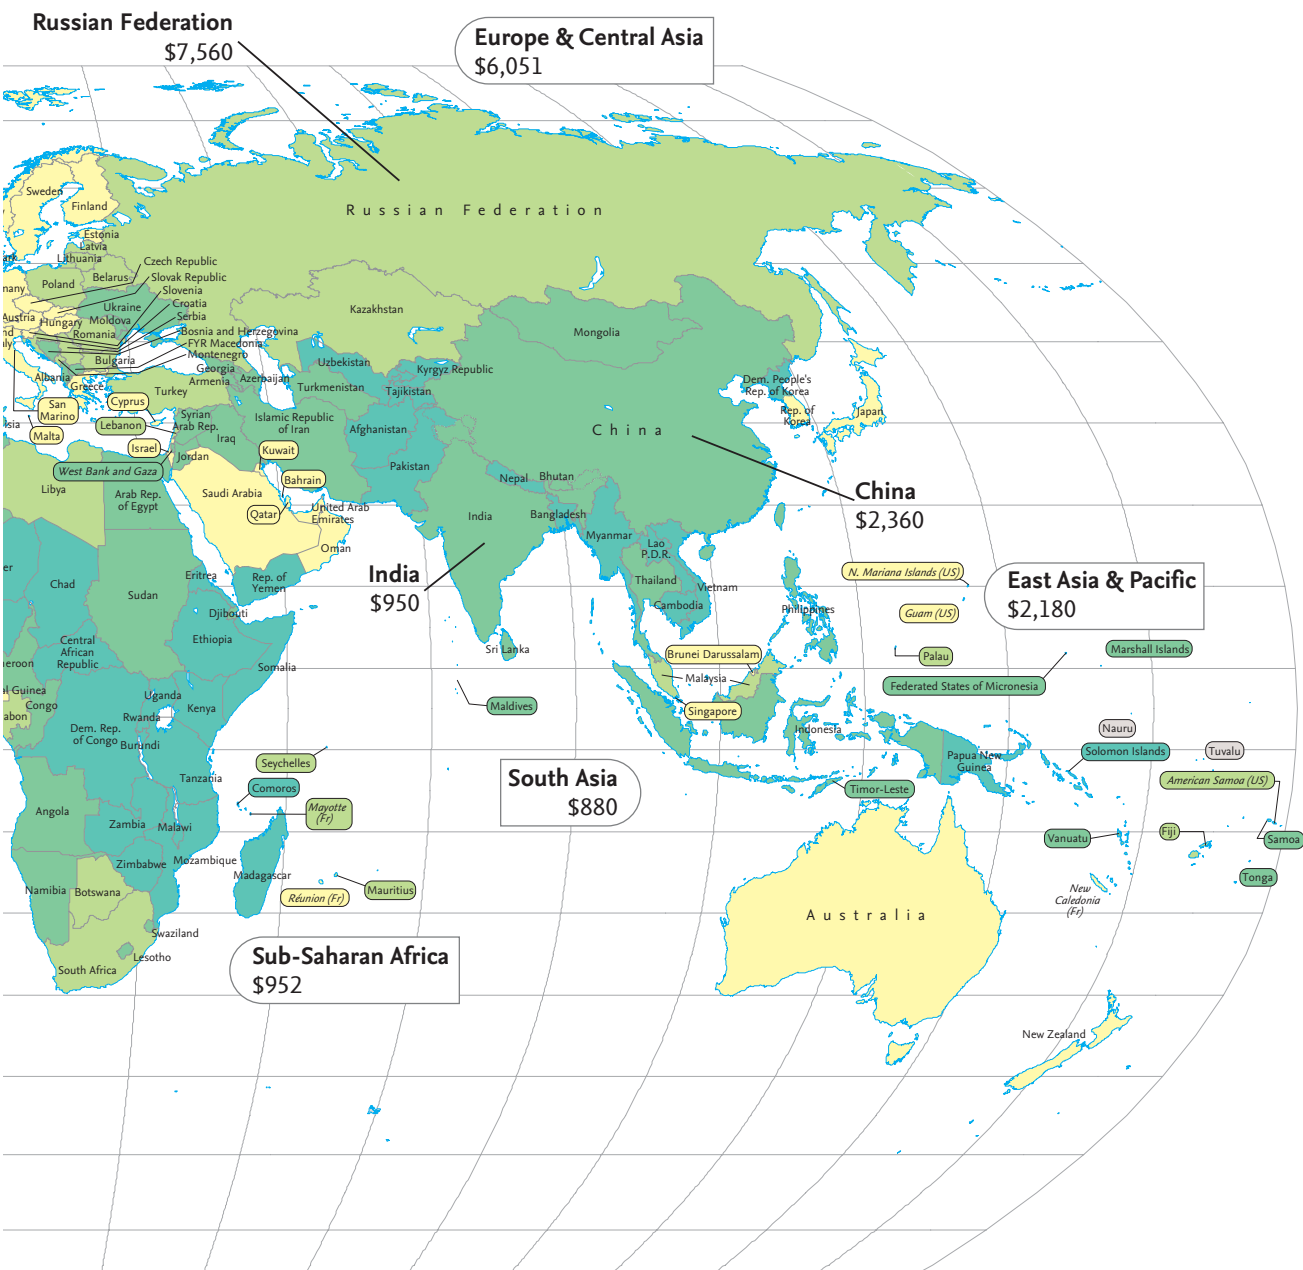 Russian Federation
$7,560
Europe & Central Asia
$6,051
Russian Federation
Sweden
Finland
Estonia
Latvia
Lithuania
Czech Republic
Slovak Republic
Slovenia
Croatia
Serbia
Bosnia and Herzegovina
FYR Macedonia
Montenegro
Belarus
Poland
Ukraine
Austria
Hungary
Moldova
Romania
Bulgaria
Georgia
Armenia
Azerbaijan
Albania
Greece
Turkey
Kazakhstan
Mongolia
Uzbekistan
Kyrgyz Republic
Turkmenistan
Tajikistan
Dem. People's
Rep. of Korea
Rep. of
Korea
Japan
San
Marino
Cyprus
Lebanon
Syrian
Arab Rep.
Islamic Republic
of Iran
Afghanistan
China
Malta
Israel
Iraq
Kuwait
Jordan
West Bank and Gaza
Pakistan
Libya
Arab Rep.
of Egypt
Saudi Arabia
Bahrain
Qatar
United Arab
Emirates
Oman
Nepal
Bhutan
India
Bangladesh
Myanmar
Lao
P.D.R.
China
$2,360
India
$950
Chad
Sudan
Eritrea
Rep. of
Yemen
Djibouti
Thailand
Vietnam
Cambodia
Philippines
N. Mariana Islands (US)
Guam (US)
East Asia & Pacific
$2,180
Central
African
Republic
Ethiopia
Somalia
Sri Lanka
Brunei Darussalam
Malaysia
Palau
Marshall Islands
Federated States of Micronesia
Congo
Uganda
Kenya
Rwanda
Dem. Rep.
of Congo
Burundi
Maldives
Singapore
Indonesia
Papua New
Guinea
Nauru
Solomon Islands
Tuvalu
Tanzania
Seychelles
Comoros
Mayotte
(Fr)
South Asia
$880
Timor-Leste
American Samoa (US)
Angola
Zambia
Malawi
Vanuatu
Fiji
Samoa
Zimbabwe
Mozambique
Madagascar
Namibia
Botswana
Réunion (Fr)
Mauritius
Tonga
New
Caledonia
(Fr)
Australia
Swaziland
Lesotho
South Africa
Sub-Saharan Africa
$952
New Zealand